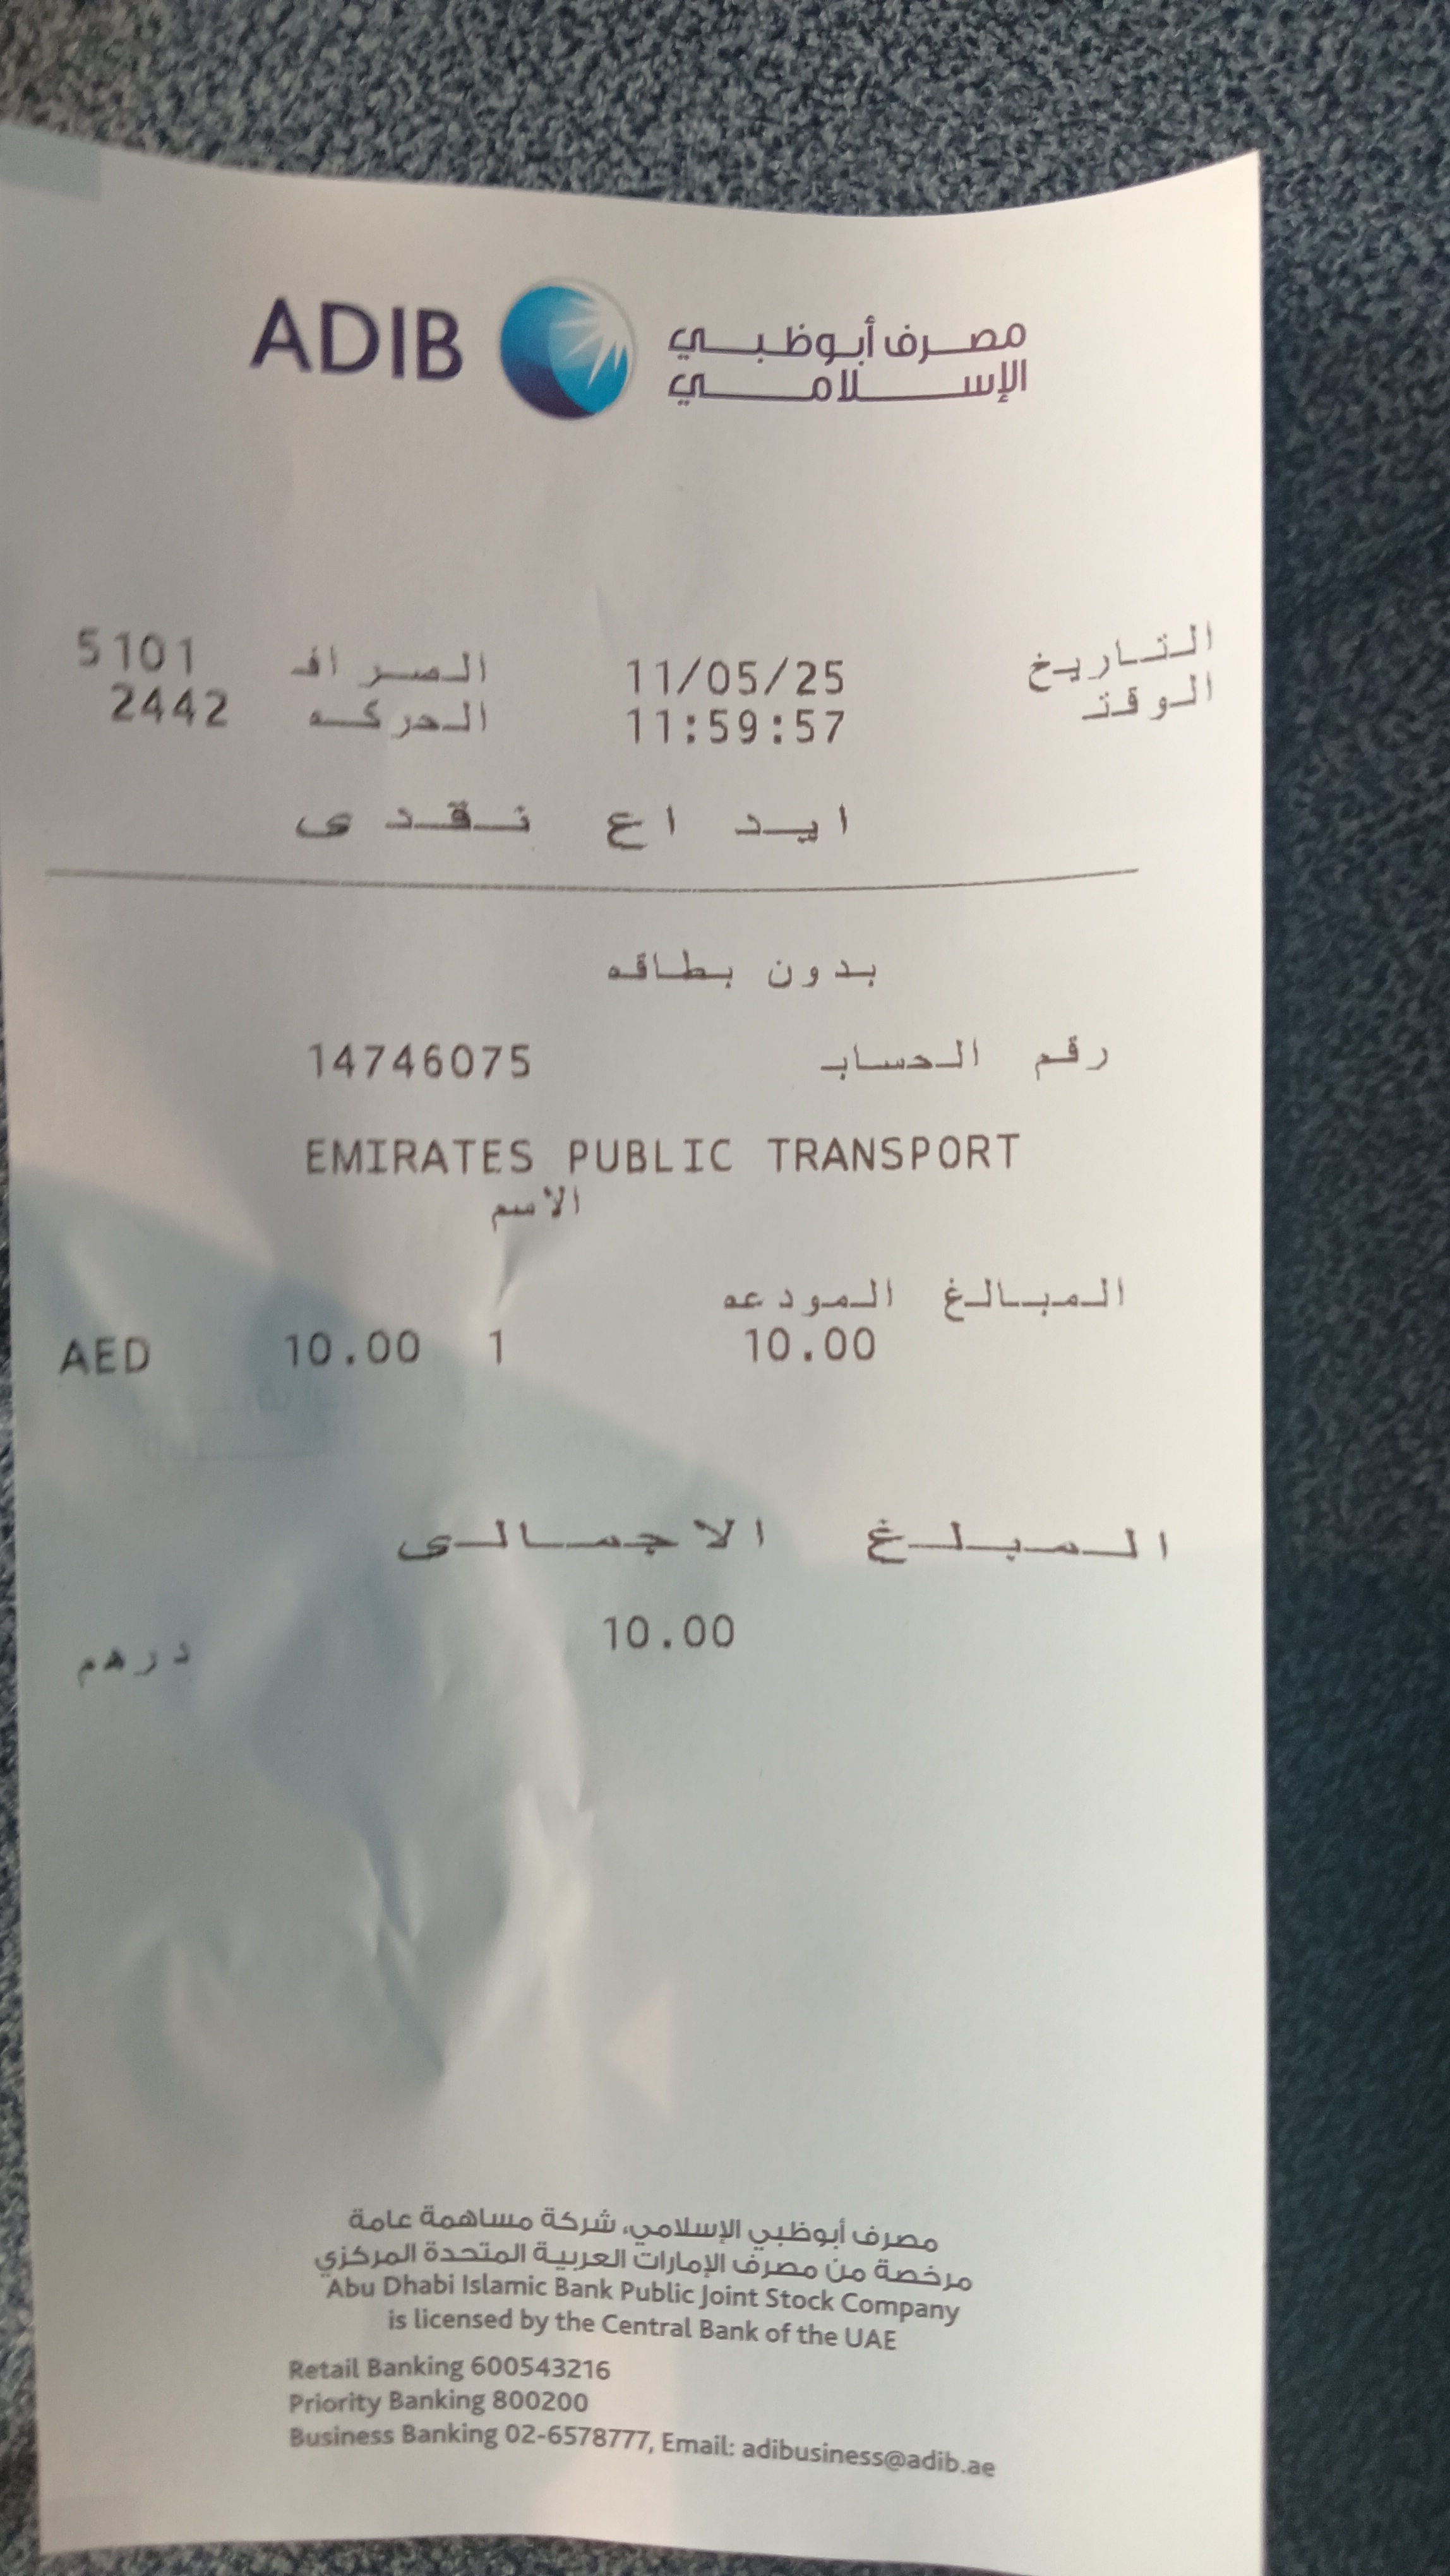 ADIB مصرف أبوظبي
الإسلامي
التاريخ 11/05/25 الصراف 5101
الوقت 11:59:57 الحركه 2442
ايداع نقدى
بدون بطاقه
رقم الحساب 14746075
EMIRATES PUBLIC TRANSPORT
الاسم
المبالغ المودعه
AED 10.00 1 10.00
المبلغ الاجمالى
10.00
درهم
مصرف أبوظبي الإسلامي، شركة مساهمة عامة
مرخصة من مصرف الإمارات العربية المتحدة المركزي
Abu Dhabi Islamic Bank Public Joint Stock Company
is licensed by the Central Bank of the UAE
Retail Banking 600543216
Priority Banking 800200
Business Banking 02-6578777, Email: adibusiness@adib.ae